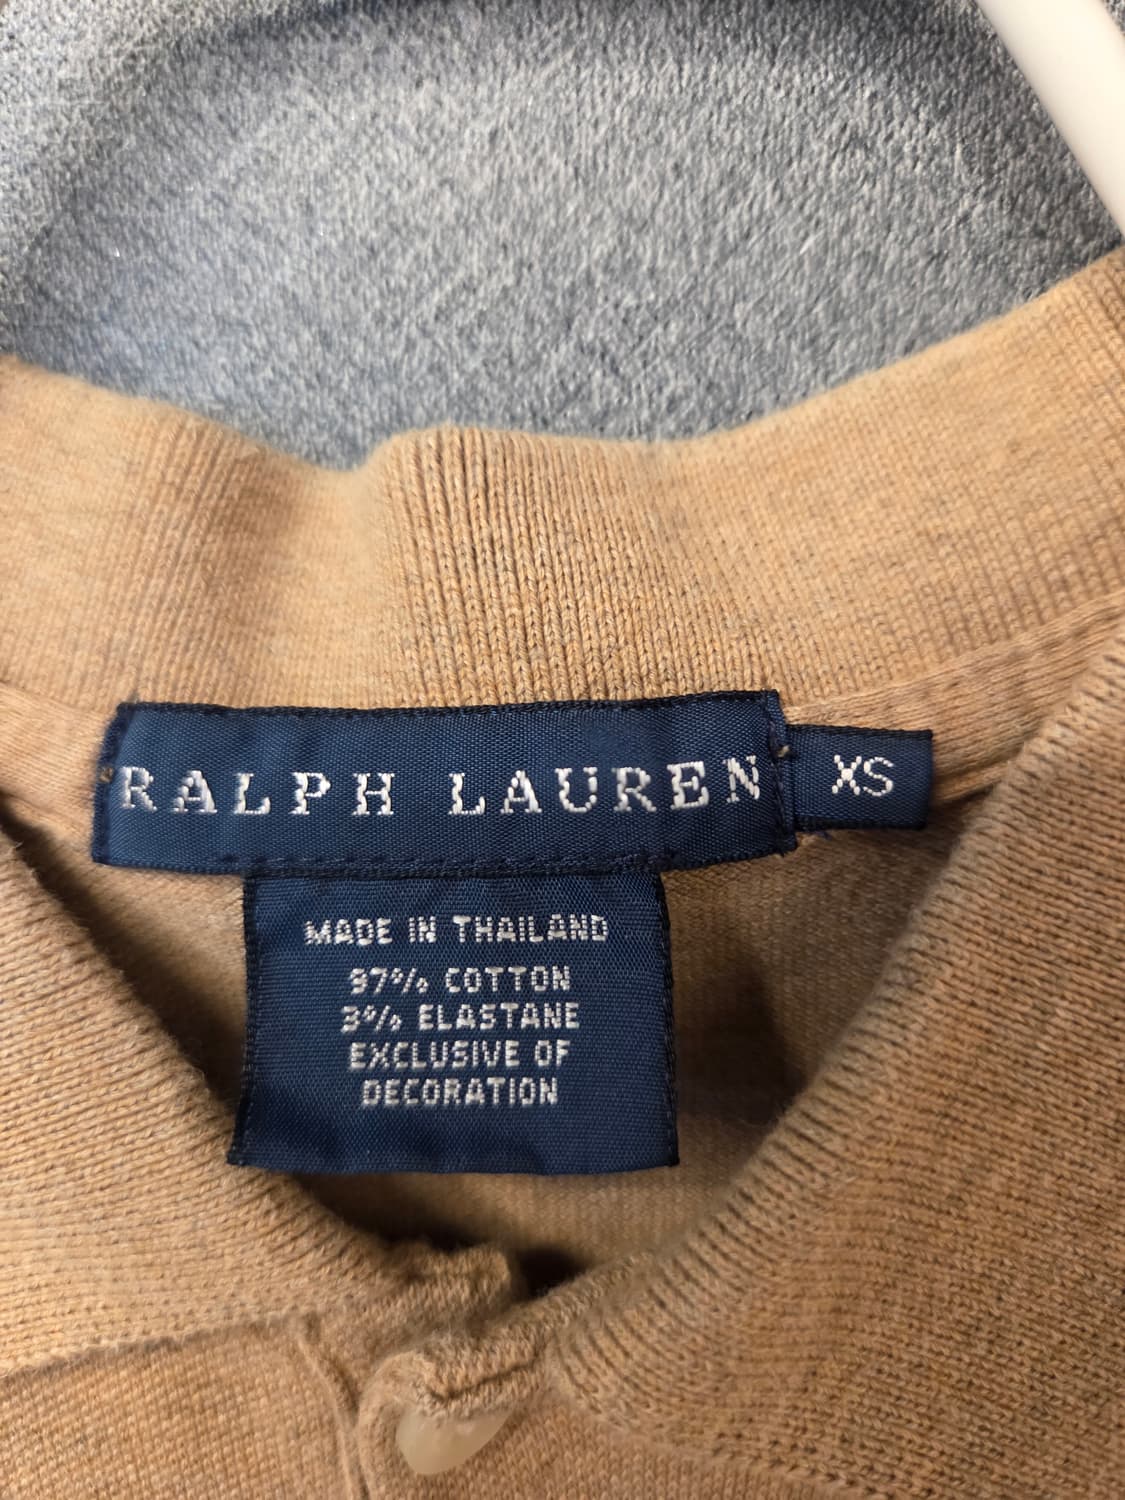 RALPH LAUREN
XS
MADE IN THAILAND
97% COTTON
3% ELASTANE
EXCLUSIVE OF
DECORATION